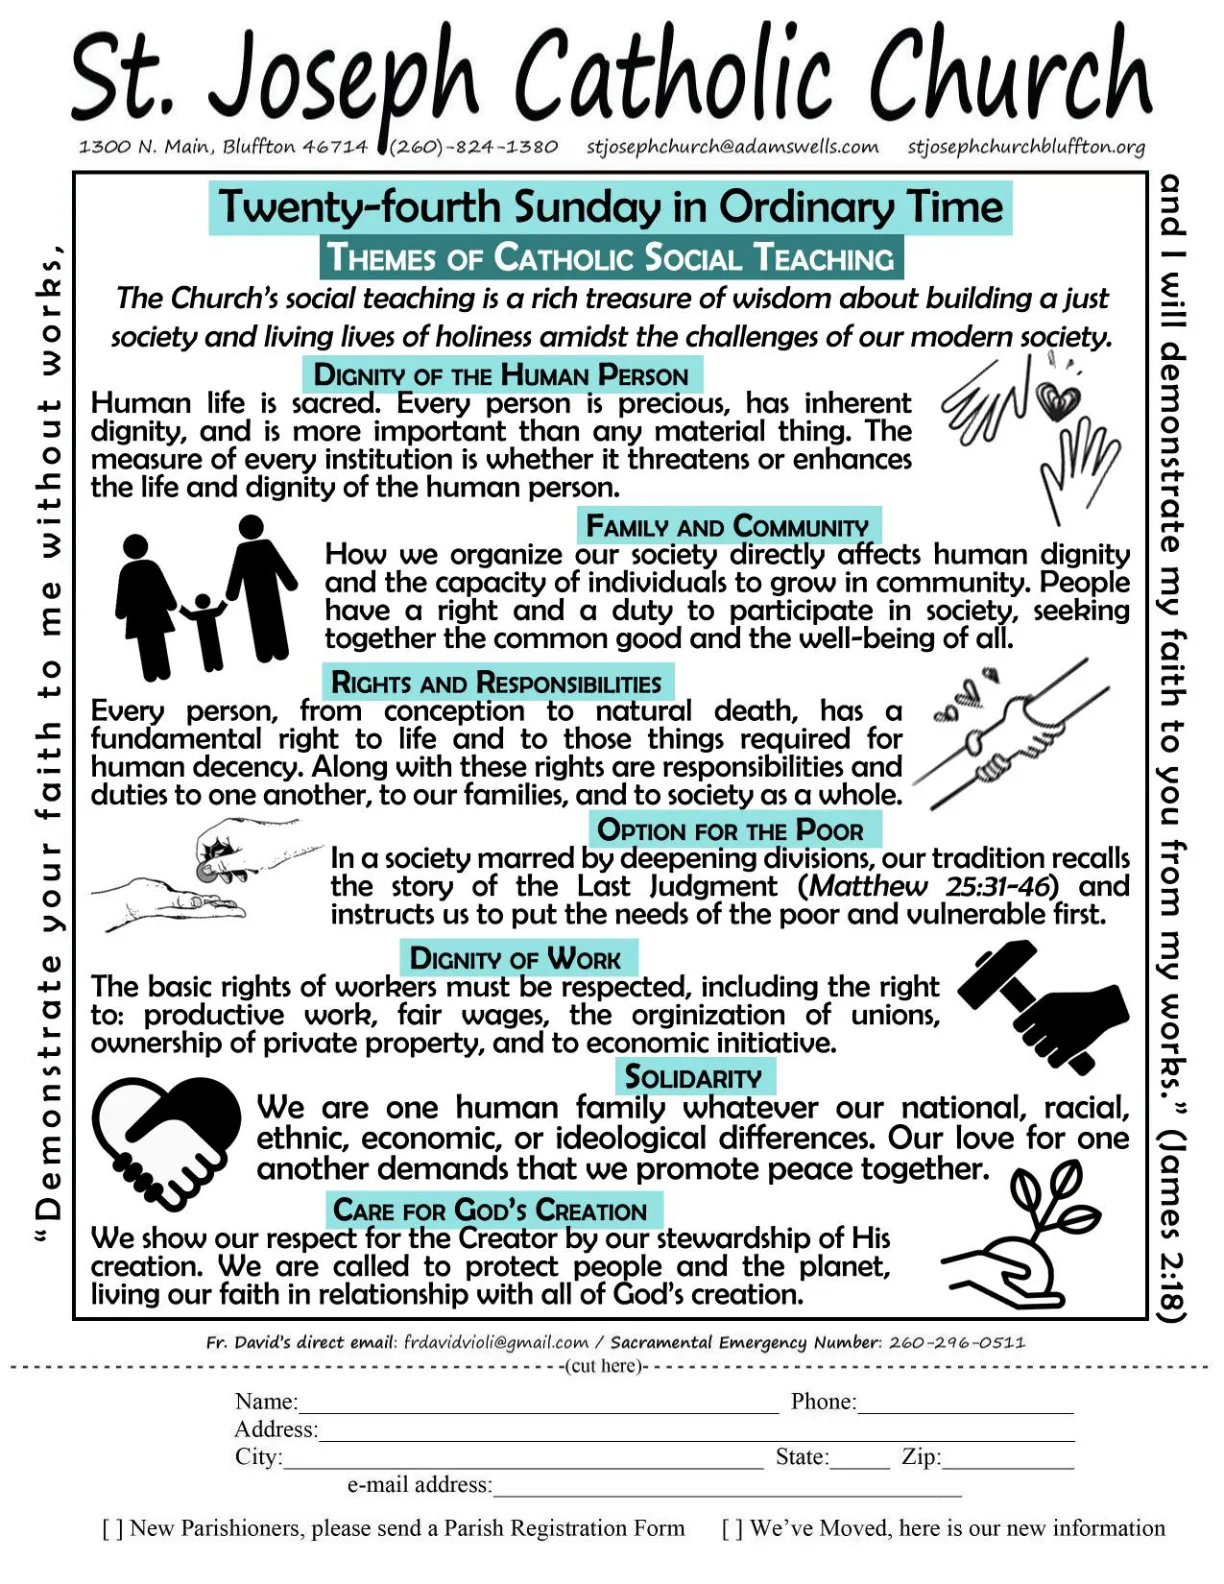 St. Joseph Catholic Church
1300 N. Main, Bluffton 46714 (260)-824-1380 stjosephchurch@adamswells.com stjosephchurchbluffton.org
"Demonstrate your faith to me without works,
Twenty-fourth Sunday in Ordinary Time
Themes of Catholic Social Teaching
The Church's social teaching is a rich treasure of wisdom about building a just
society and living lives of holiness amidst the challenges of our modern society.
Dignity of the Human Person
Human life is sacred. Every person is precious, has inherent
dignity, and is more important than any material thing. The
measure of every institution is whether it threatens or enhances
the life and dignity of the human person.
Family and Community
How we organize our society directly affects human dignity
and the capacity of individuals to grow in community. People
have a right and a duty to participate in society, seeking
together the common good and the well-being of all.
Rights and Responsibilities
Every person, from conception to natural death, has a
fundamental right to life and to those things required for
human decency. Along with these rights are responsibilities and
duties to one another, to our families, and to society as a whole.
Option for the Poor
In a society marred by deepening divisions, our tradition recalls
the story of the Last Judgment (Matthew 25:31-46) and
instructs us to put the needs of the poor and vulnerable first.
Dignity of Work
The basic rights of workers must be respected, including the right
to: productive work, fair wages, the orginization of unions,
ownership of private property, and to economic initiative.
Solidarity
We are one human family whatever our national, racial,
ethnic, economic, or ideological differences. Our love for one
another demands that we promote peace together.
Care for God's Creation
We show our respect for the Creator by our stewardship of His
creation. We are called to protect people and the planet,
living our faith in relationship with all of God's creation.
and I will demonstrate my faith to you from my works." (James 2:18)
Fr. David's direct email: frdavidvioli@gmail.com / Sacramental Emergency Number: 260-296-0511
(cut here)
Name: Phone:
Address:
City: State: Zip:
e-mail address:
[ ] New Parishioners, please send a Parish Registration Form [ ] We've Moved, here is our new information